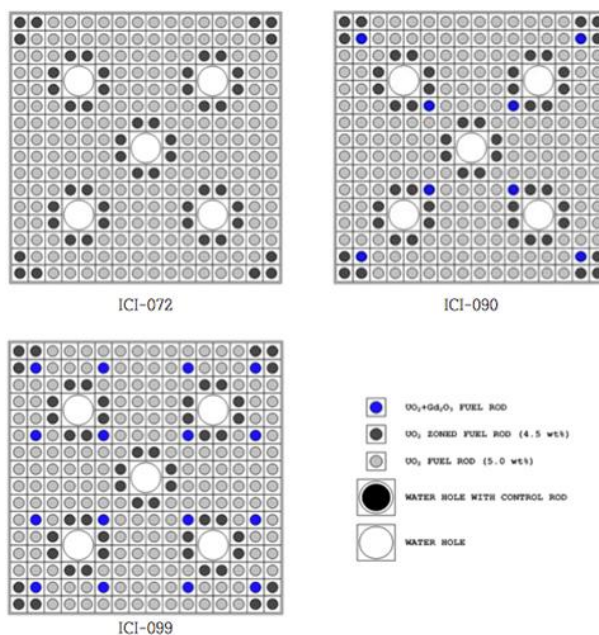 ICI-072
ICI-090
ICI-099
UO₂+Gd₂O₃ FUEL ROD
UO₂ ZONED FUEL ROD (4.5 wt%)
UO₂ FUEL ROD (5.0 wt%)
WATER HOLE WITH CONTROL ROD
WATER HOLE